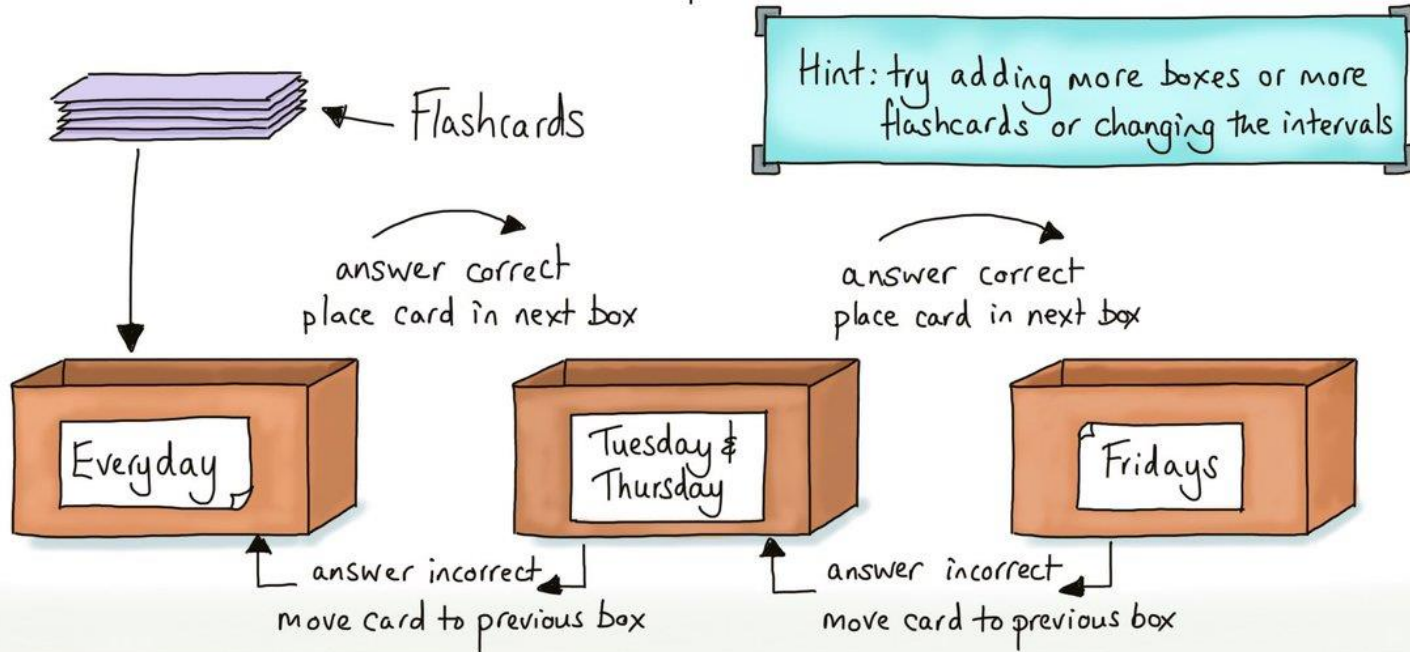 Hint: try adding more boxes or more
flashcards or changing the intervals
Flashcards
answer correct
place card in next box
answer correct
place card in next box
Everyday
Tuesday &
Thursday
Fridays
answer incorrect
move card to previous box
answer incorrect
move card to previous box